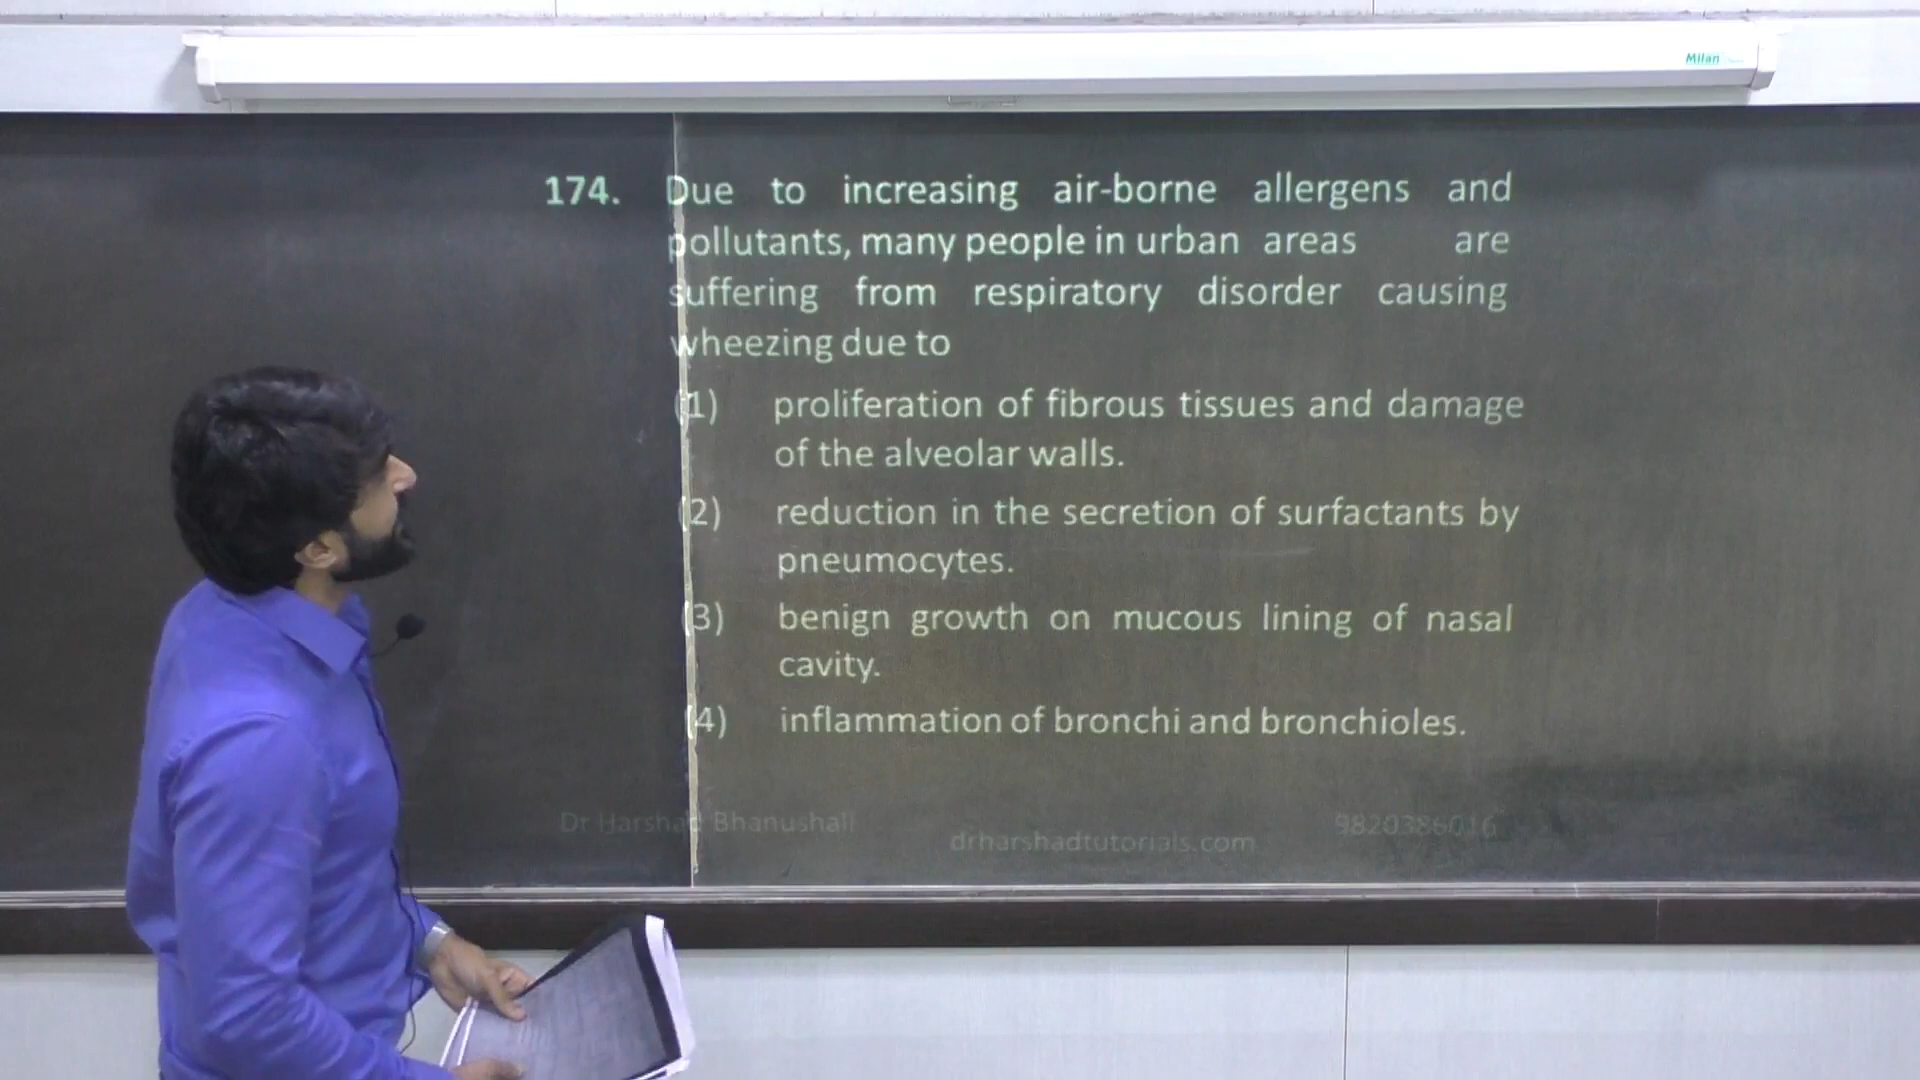 Milan
174. Due to increasing air-borne allergens and
pollutants, many people in urban areas are
suffering from respiratory disorder causing
wheezing due to
(1) proliferation of fibrous tissues and damage
of the alveolar walls.
(2) reduction in the secretion of surfactants by
pneumocytes.
(3) benign growth on mucous lining of nasal
cavity.
(4) inflammation of bronchi and bronchioles.
Dr Harshad Bhanushali 9820386016
drharshadtutorials.com